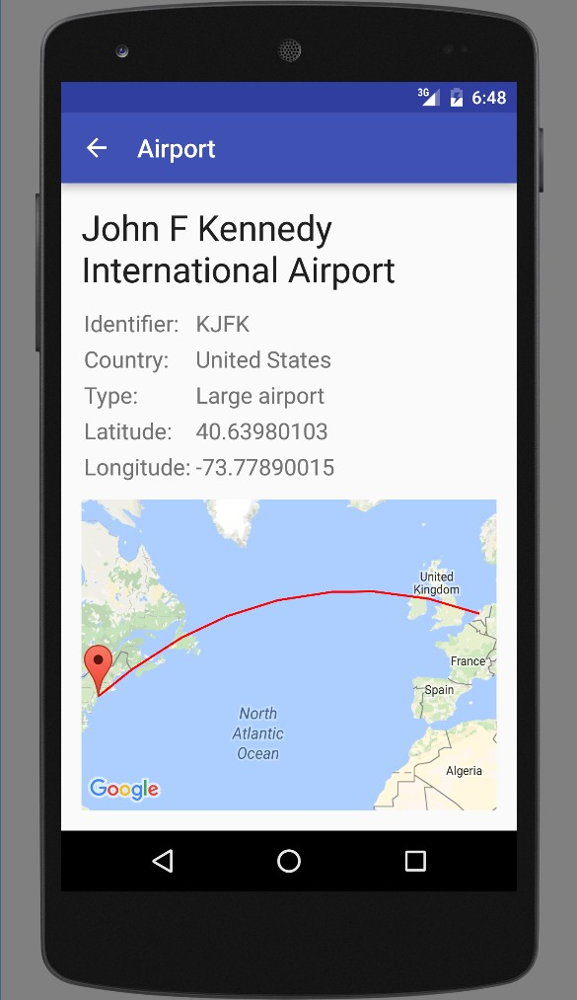 3G 6:48
Airport
John F Kennedy
International Airport
Identifier: KJFK
Country: United States
Type: Large airport
Latitude: 40.63980103
Longitude: -73.77890015
United
Kingdom
France
Spain
North
Atlantic
Ocean
Algeria
Google